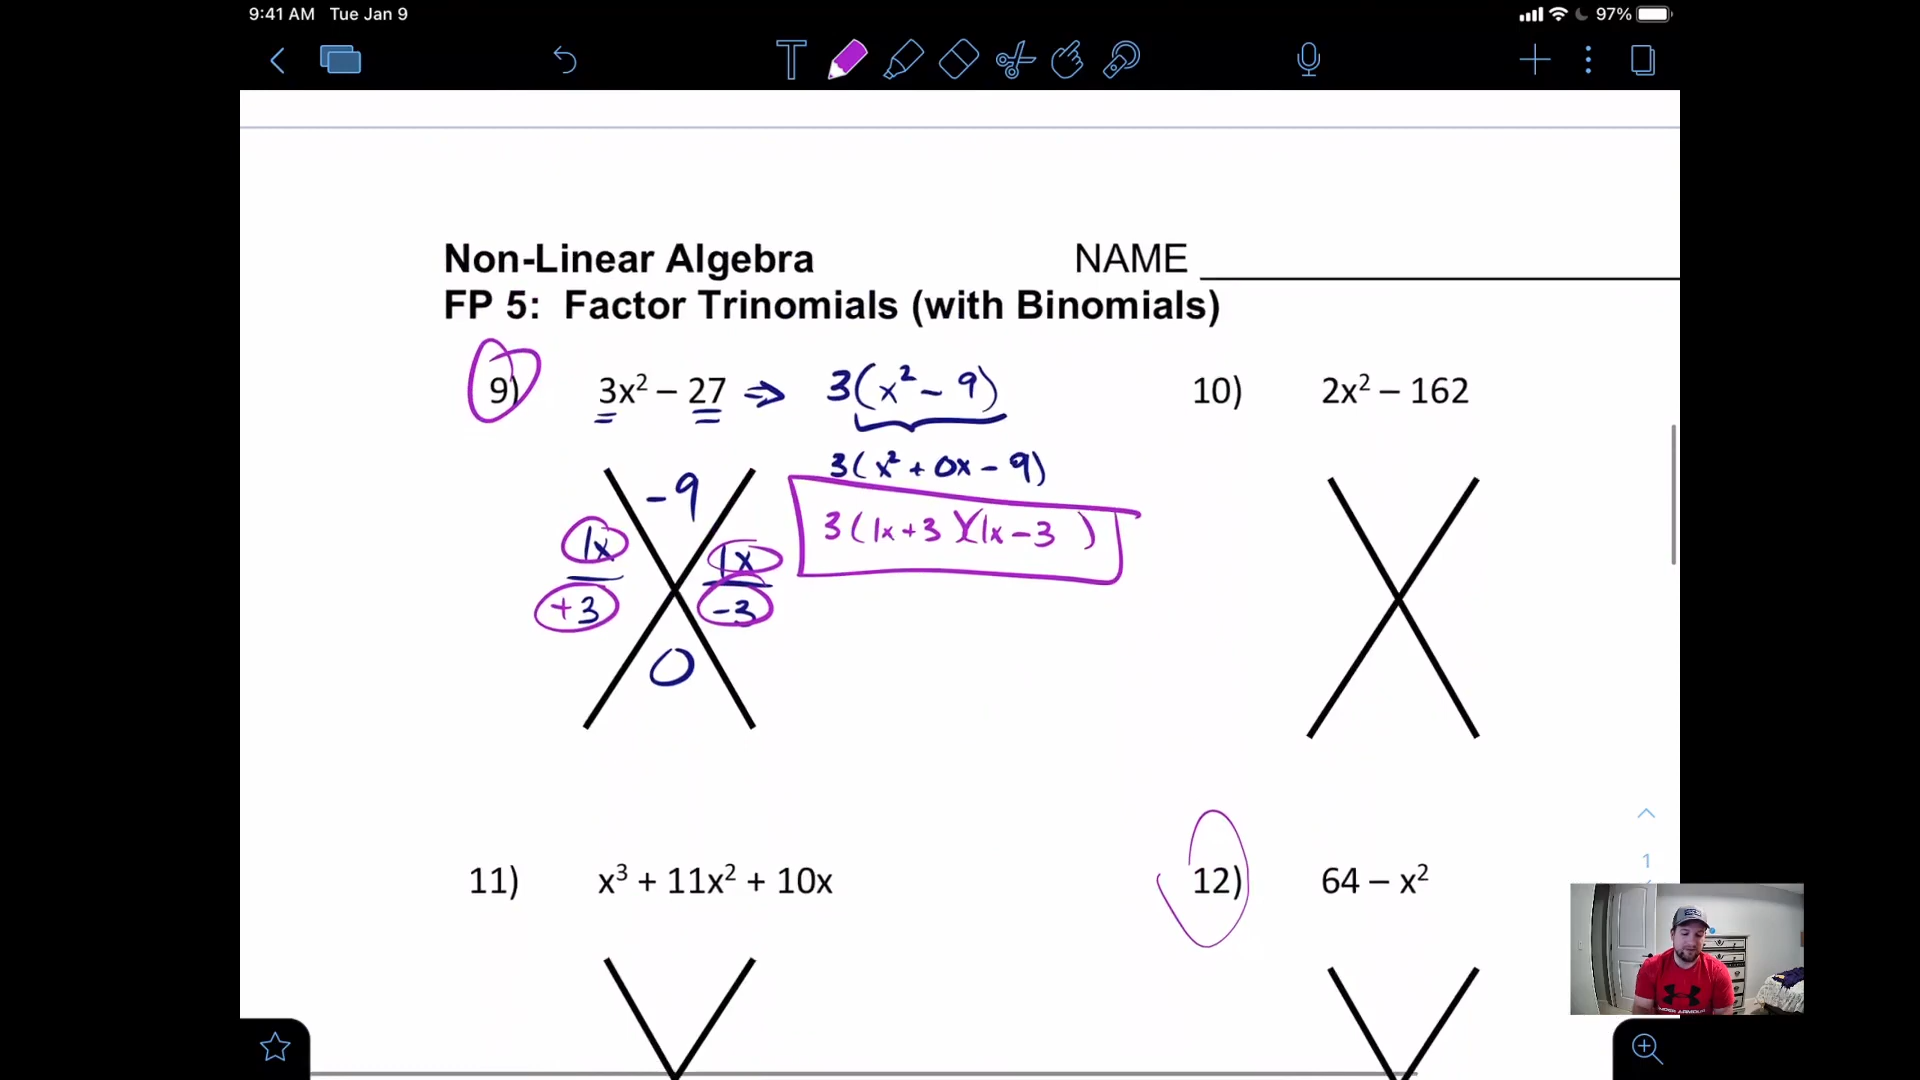 9:41 AM Tue Jan 9
97%
Non-Linear Algebra NAME
FP 5: Factor Trinomials (with Binomials)
9) 3x² – 27 ⇒ 3(x² – 9)
3(x² + 0x – 9)
3(1x+3)(1x–3)
-9
1x
+3
1x
-3
0
10) 2x² – 162
11) x³ + 11x² + 10x
12) 64 – x²
1
UNDER ARMOUR